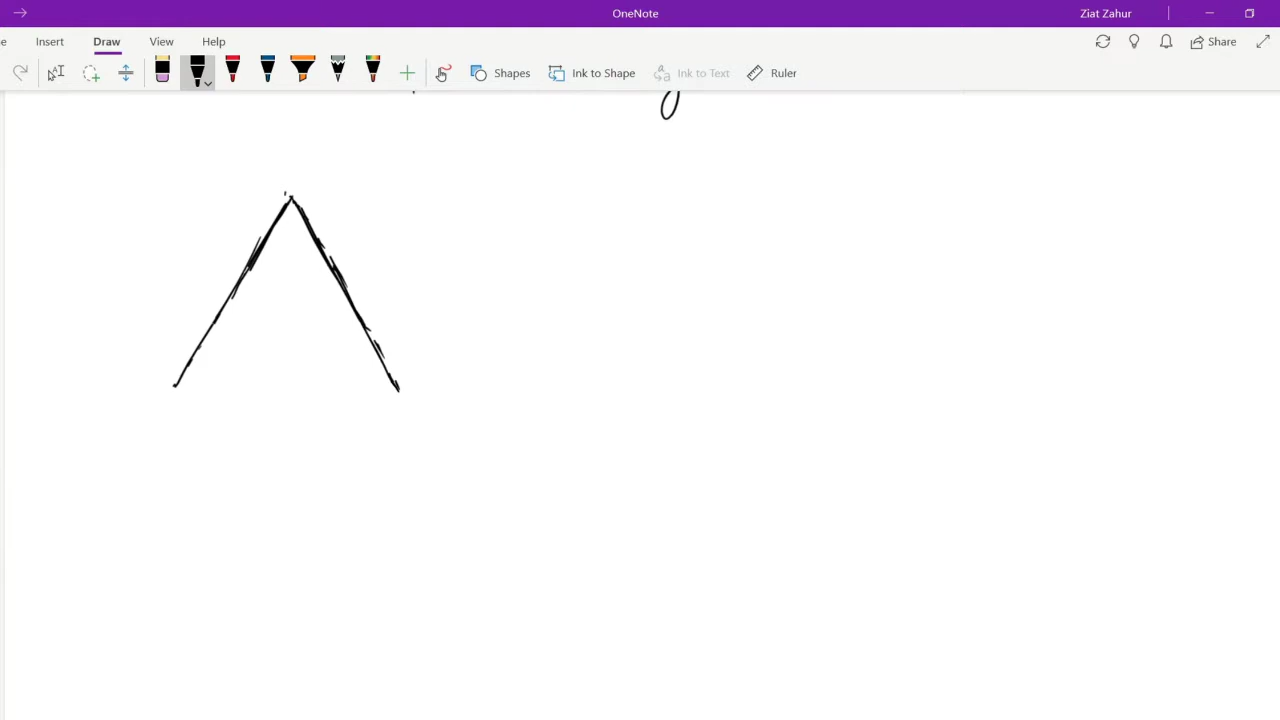 OneNote
Ziat Zahur
Insert Draw View Help
Share
Shapes Ink to Shape Ink to Text Ruler